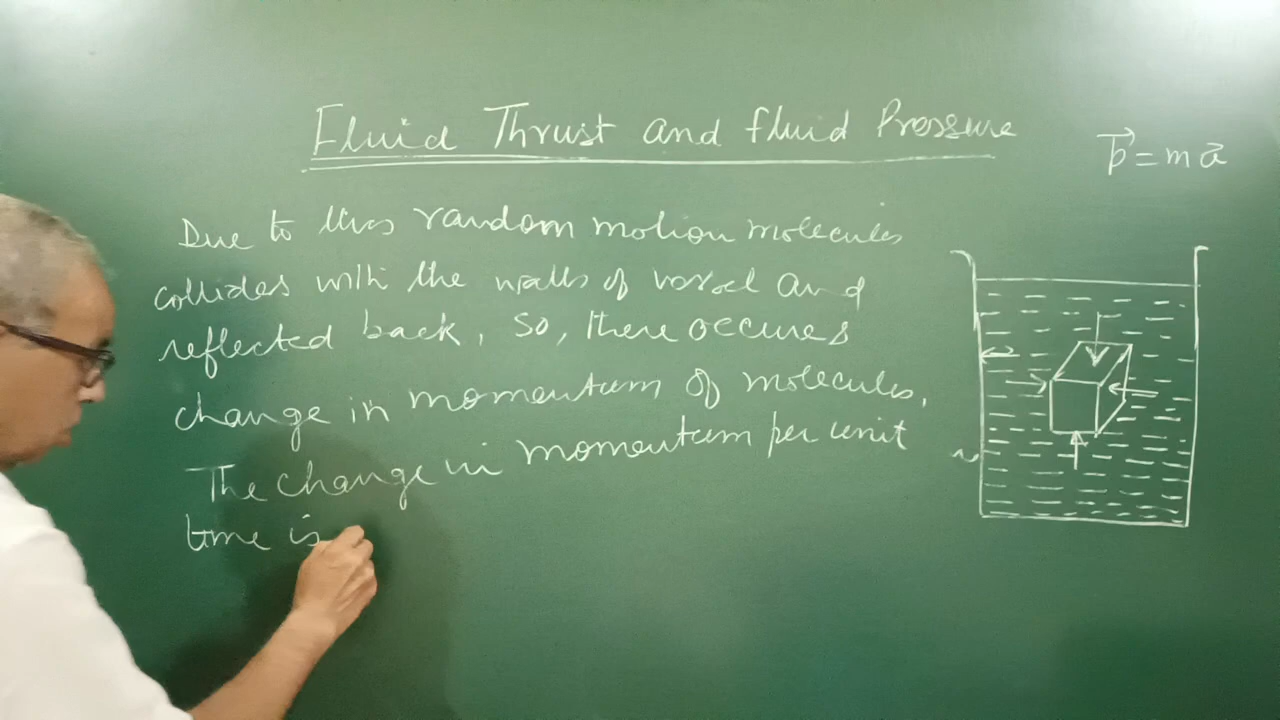 Fluid Thrust and fluid Pressure
p⃗ = m a⃗
Due to this random motion molecules
collides with the walls of vessel and
reflected back, so, there occures
change in momentum of molecules.
The change in momentum per unit
time is